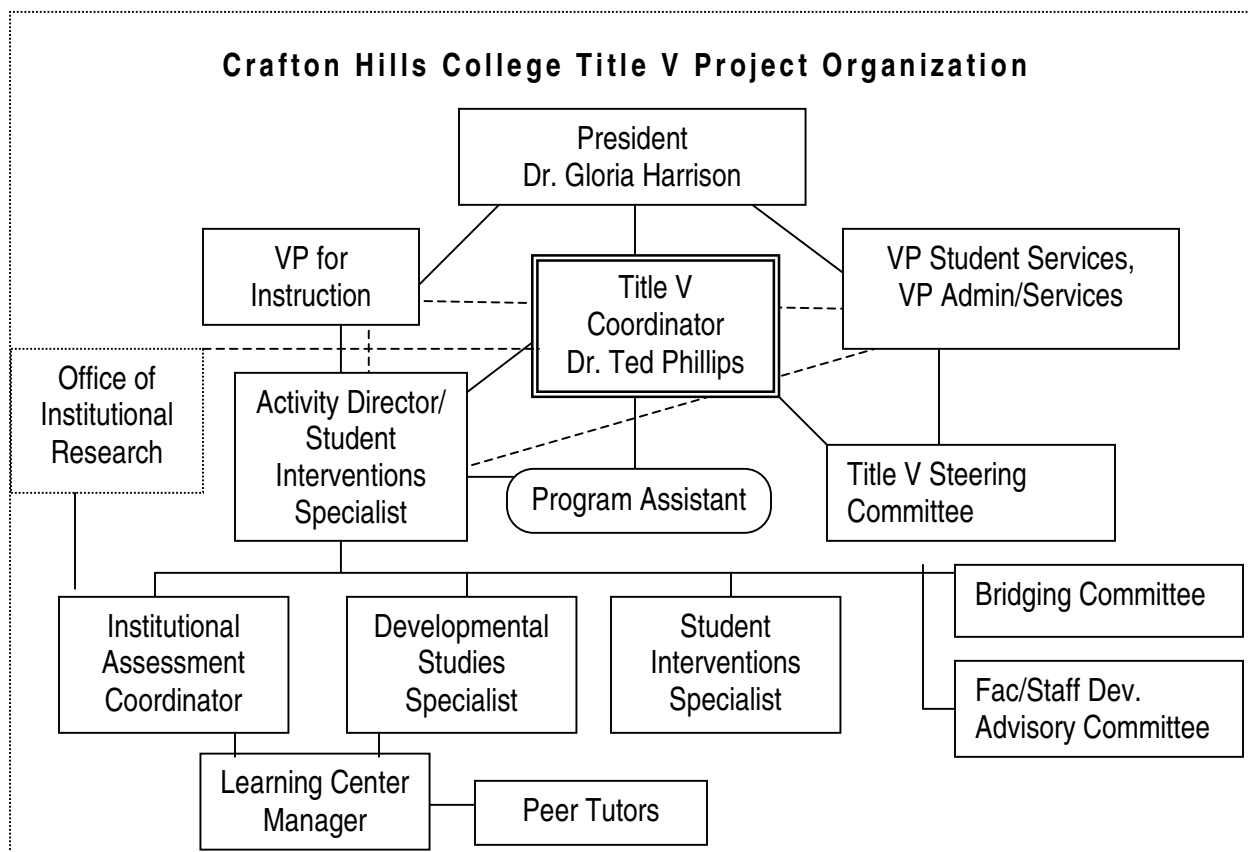 Crafton Hills College Title V Project Organization
President
Dr. Gloria Harrison
VP for
Instruction
Title V
Coordinator
Dr. Ted Phillips
VP Student Services,
VP Admin/Services
Office of
Institutional
Research
Activity Director/
Student
Interventions
Specialist
Program Assistant
Title V Steering
Committee
Institutional
Assessment
Coordinator
Developmental
Studies
Specialist
Student
Interventions
Specialist
Bridging Committee
Fac/Staff Dev.
Advisory Committee
Learning Center
Manager
Peer Tutors